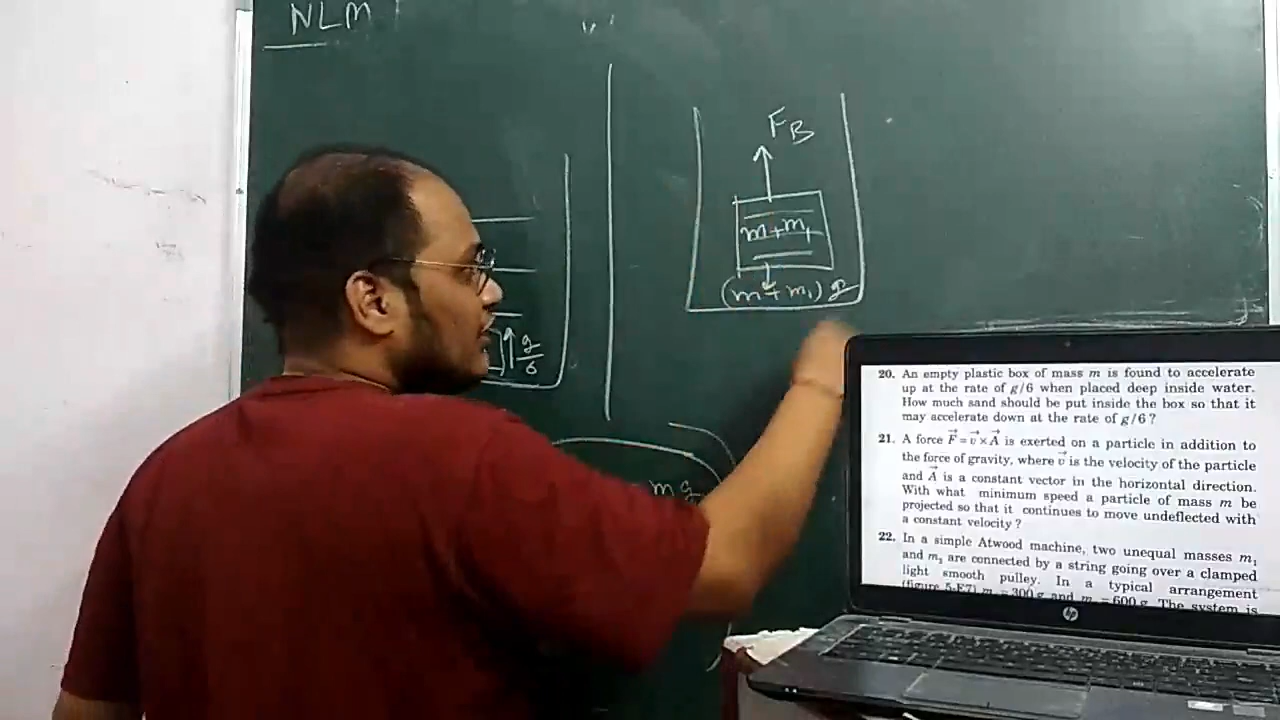 NLM
F_B
m+m₁
(m+m₁)g
g/6
mg
20. An empty plastic box of mass m is found to accelerate
up at the rate of g/6 when placed deep inside water.
How much sand should be put inside the box so that it
may accelerate down at the rate of g/6 ?
21. A force F⃗ = v⃗ × A⃗ is exerted on a particle in addition to
the force of gravity, where v⃗ is the velocity of the particle
and A⃗ is a constant vector in the horizontal direction.
With what minimum speed a particle of mass m be
projected so that it continues to move undeflected with
a constant velocity ?
22. In a simple Atwood machine, two unequal masses m₁
and m₂ are connected by a string going over a clamped
light smooth pulley. In a typical arrangement
(figure 5-E7) m = 300 g and m = 600 g The system is
hp